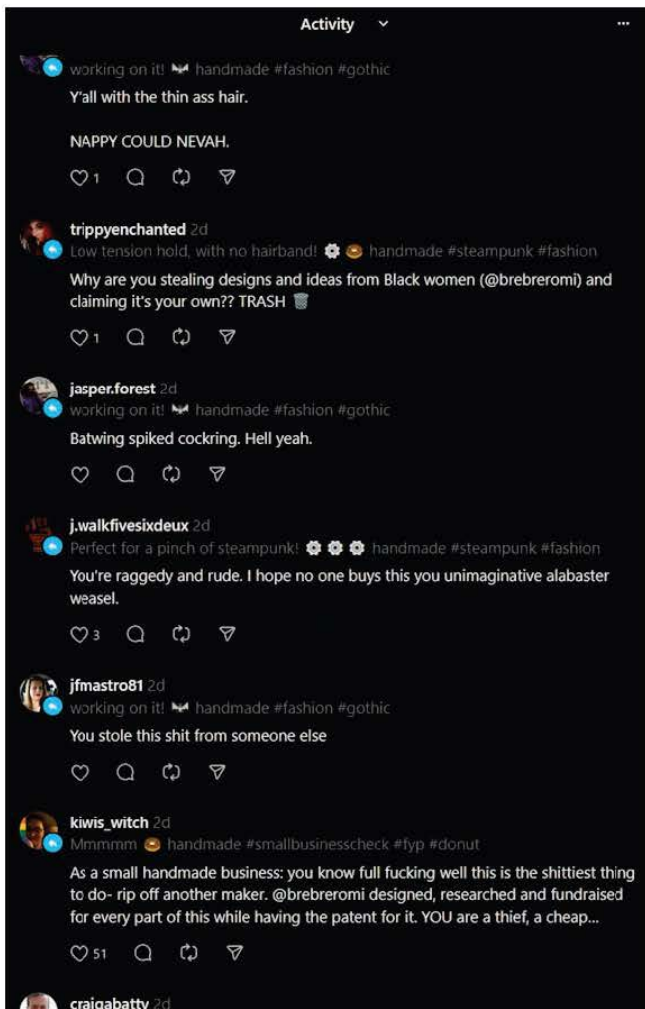 Activity
working on it! 🦇 handmade #fashion #gothic
Y'all with the thin ass hair.
NAPPY COULD NEVAH.
1
trippyenchanted 2d
Low tension hold, with no hairband! ⚙️ 🍩 handmade #steampunk #fashion
Why are you stealing designs and ideas from Black women (@brebreromi) and
claiming it's your own?? TRASH 🗑️
1
jasper.forest 2d
working on it! 🦇 handmade #fashion #gothic
Batwing spiked cockring. Hell yeah.
j.walkfivesixdeux 2d
Perfect for a pinch of steampunk! ⚙️ ⚙️ ⚙️ handmade #steampunk #fashion
You're raggedy and rude. I hope no one buys this you unimaginative alabaster
weasel.
3
jfmastro81 2d
working on it! 🦇 handmade #fashion #gothic
You stole this shit from someone else
kiwis_witch 2d
Mmmmm 🍩 handmade #smallbusinesscheck #fyp #donut
As a small handmade business: you know full fucking well this is the shittiest thing
to do- rip off another maker. @brebreromi designed, researched and fundraised
for every part of this while having the patent for it. YOU are a thief, a cheap...
51
craigabatty 2d